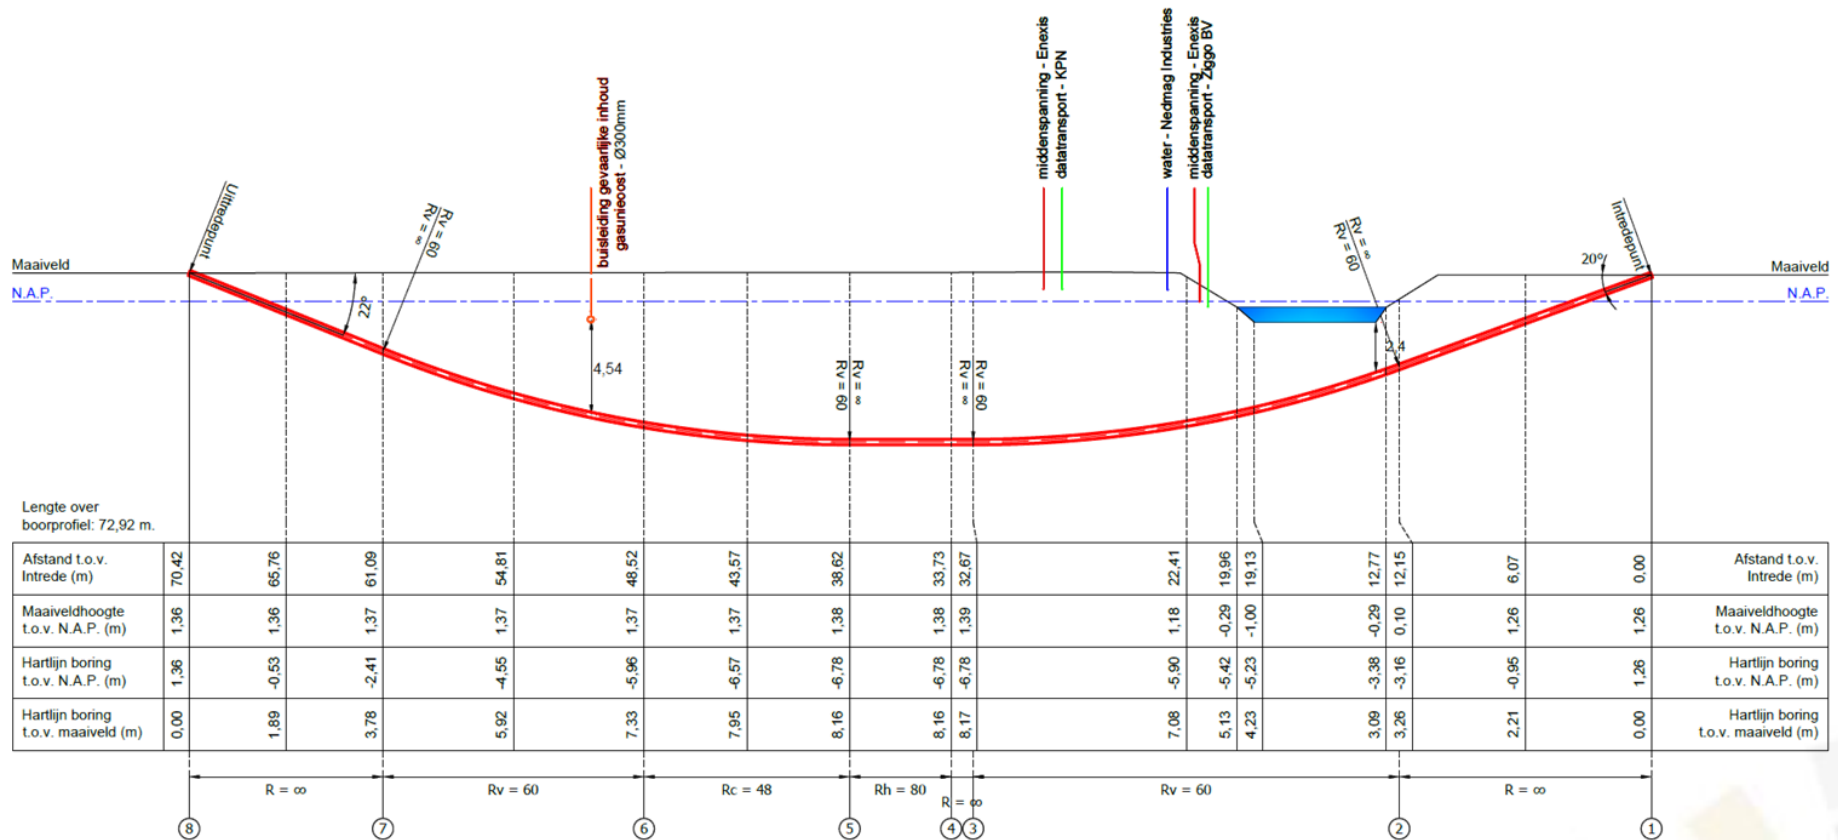 middenspanning - Enexis
datatransport - KPN
water - Nedmag Industries
middenspanning - Enexis
datatransport - Ziggo BV
buisleiding gevaarlijke inhoud
gasunieoost - Ø300mm
Uittredepunt
Rv = 60
Rv = ∞
Rv = ∞
Rv = 60
Intredepunt
20°
Maaiveld
Maaiveld
N.A.P.
N.A.P.
22°
4,54
2,4
Rv = ∞
Rv = 60
Rv = 60
Rv = ∞
Lengte over
boorprofiel: 72,92 m.
Afstand t.o.v.
Intrede (m)
70,42 65,76 61,09 54,81 48,52 43,57 38,62 33,73 32,67 22,41 19,96 19,13 12,77 12,15 6,07 0,00
Afstand t.o.v.
Intrede (m)
Maaiveldhoogte
t.o.v. N.A.P. (m)
1,36 1,36 1,37 1,37 1,37 1,37 1,38 1,38 1,39 1,18 -0,29 -1,00 -0,29 0,10 1,26 1,26
Maaiveldhoogte
t.o.v. N.A.P. (m)
Hartlijn boring
t.o.v. N.A.P. (m)
1,36 -0,53 -2,41 -4,55 -5,96 -6,57 -6,78 -6,78 -6,78 -5,90 -5,42 -5,23 -3,38 -3,16 -0,95 1,26
Hartlijn boring
t.o.v. N.A.P. (m)
Hartlijn boring
t.o.v. maaiveld (m)
0,00 1,89 3,78 5,92 7,33 7,95 8,16 8,16 8,17 7,08 5,13 4,23 3,09 3,26 2,21 0,00
Hartlijn boring
t.o.v. maaiveld (m)
R = ∞ Rv = 60 Rc = 48 Rh = 80 R = ∞ Rv = 60 R = ∞
8 7 6 5 4 3 2 1